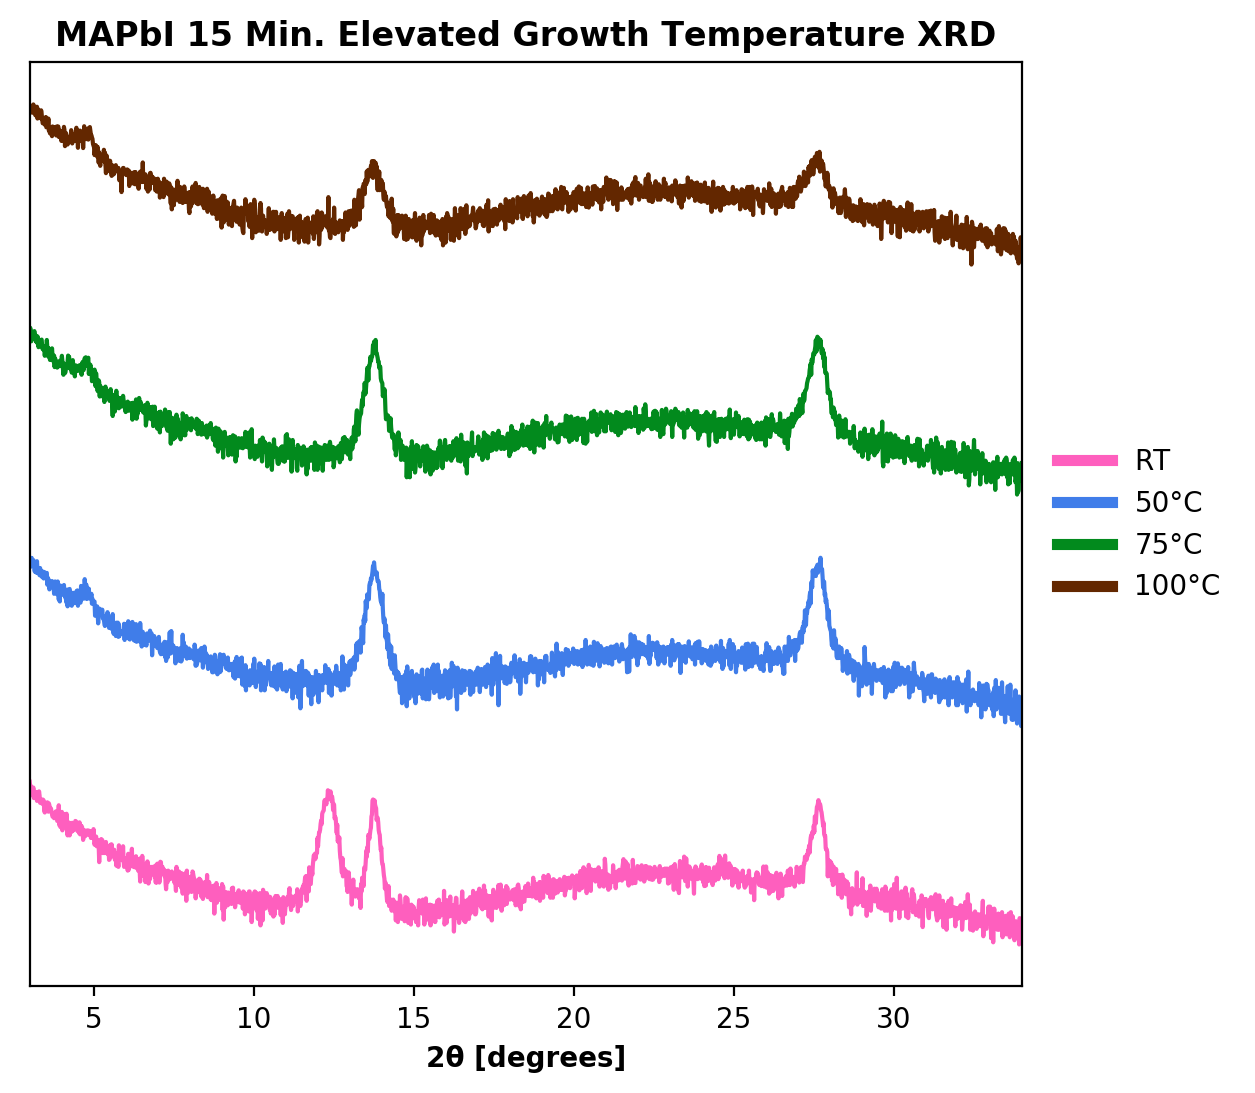 MAPbI 15 Min. Elevated Growth Temperature XRD
RT
50°C
75°C
100°C
5 10 15 20 25 30
2θ [degrees]